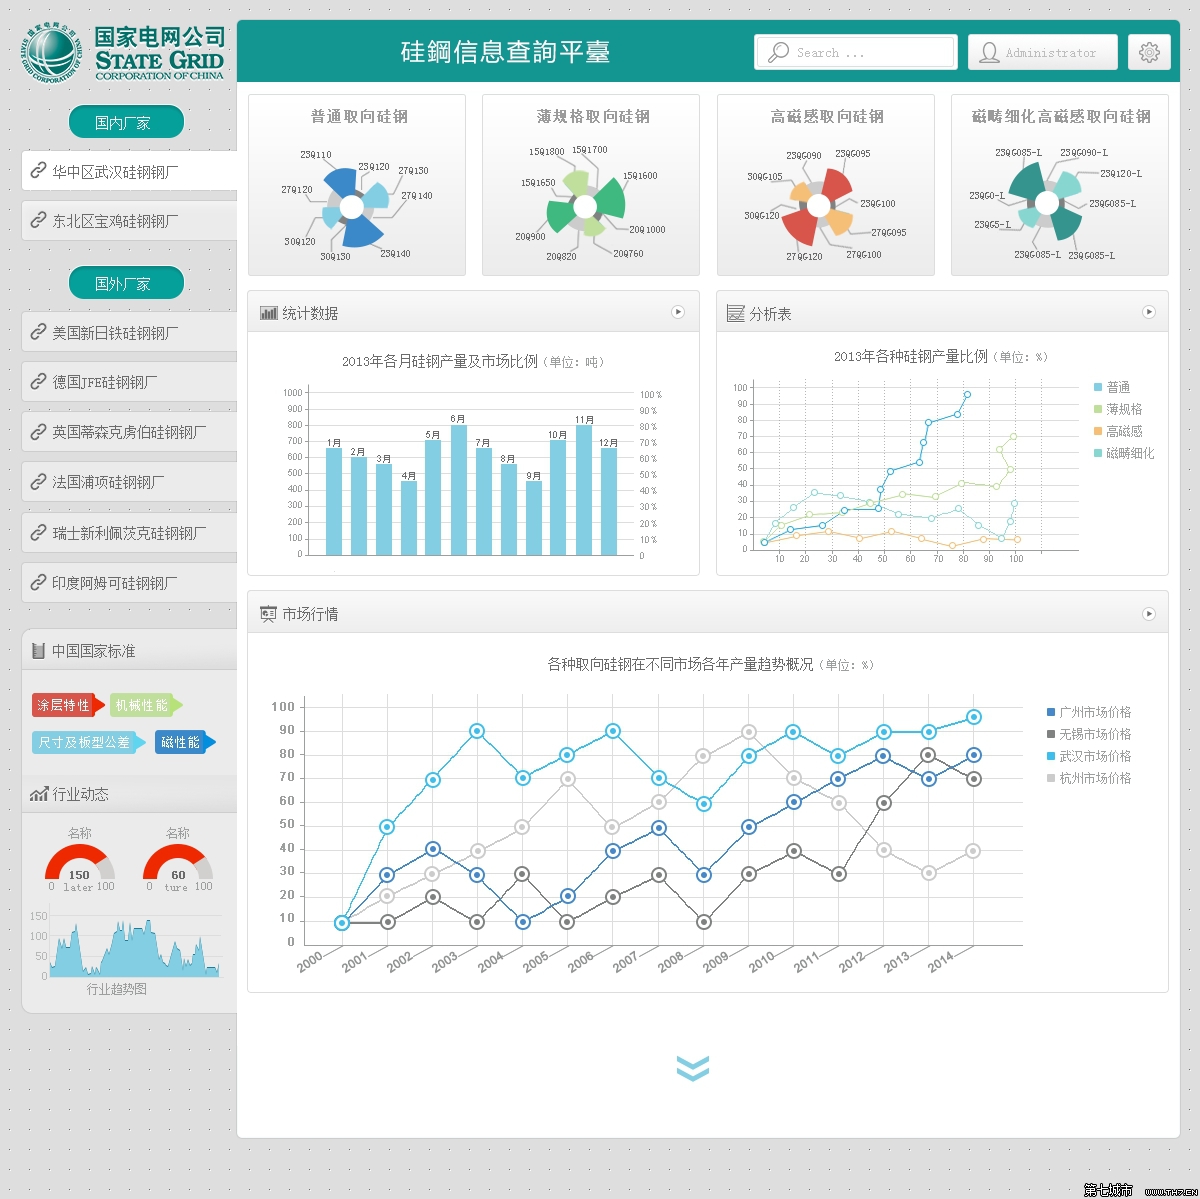 国家电网公司
STATE GRID
CORPORATION OF CHINA
硅鋼信息查詢平臺
Search ...
Administrator
国内厂家
华中区武汉硅钢钢厂
东北区宝鸡硅钢钢厂
国外厂家
美国新日铁硅钢钢厂
德国JFE硅钢钢厂
英国蒂森克虏伯硅钢钢厂
法国浦项硅钢钢厂
瑞士新利佩茨克硅钢钢厂
印度阿姆可硅钢钢厂
中国国家标准
涂层特性
机械性能
尺寸及板型公差
磁性能
行业动态
名称
150
0 later 100
名称
60
0 ture 100
150
100
50
0
行业趋势图
普通取向硅钢
23Q110
23Q120
27Q130
27Q120
27Q140
30Q120
30Q130
23Q140
薄规格取向硅钢
15Q1800
15Q1700
15Q1650
15Q1600
20Q900
20Q1000
20Q820
20Q760
高磁感取向硅钢
23QG090
23QG095
30QG105
23QG100
30QG120
27QG095
27QG120
27QG100
磁畴细化高磁感取向硅钢
23QG085-L
23QG090-L
23QG120-L
23QG0-L
23QG085-L
23QG5-L
23QG085-L
23QG085-L
统计数据
2013年各月硅钢产量及市场比例（单位：吨）
1000
900
800
700
600
500
400
300
200
100
0
1月
2月
3月
4月
5月
6月
7月
8月
9月
10月
11月
12月
100%
90%
80%
70%
60%
50%
40%
30%
20%
10%
0
分析表
2013年各种硅钢产量比例（单位：%）
100
90
80
70
60
50
40
30
20
10
0
10 20 30 40 50 60 70 80 90 100
普通
薄规格
高磁感
磁畴细化
市场行情
各种取向硅钢在不同市场各年产量趋势概况（单位：%）
100
90
80
70
60
50
40
30
20
10
0
2000 2001 2002 2003 2004 2005 2006 2007 2008 2009 2010 2011 2012 2013 2014
广州市场价格
无锡市场价格
武汉市场价格
杭州市场价格
第七城市 WWW.TH7.CN